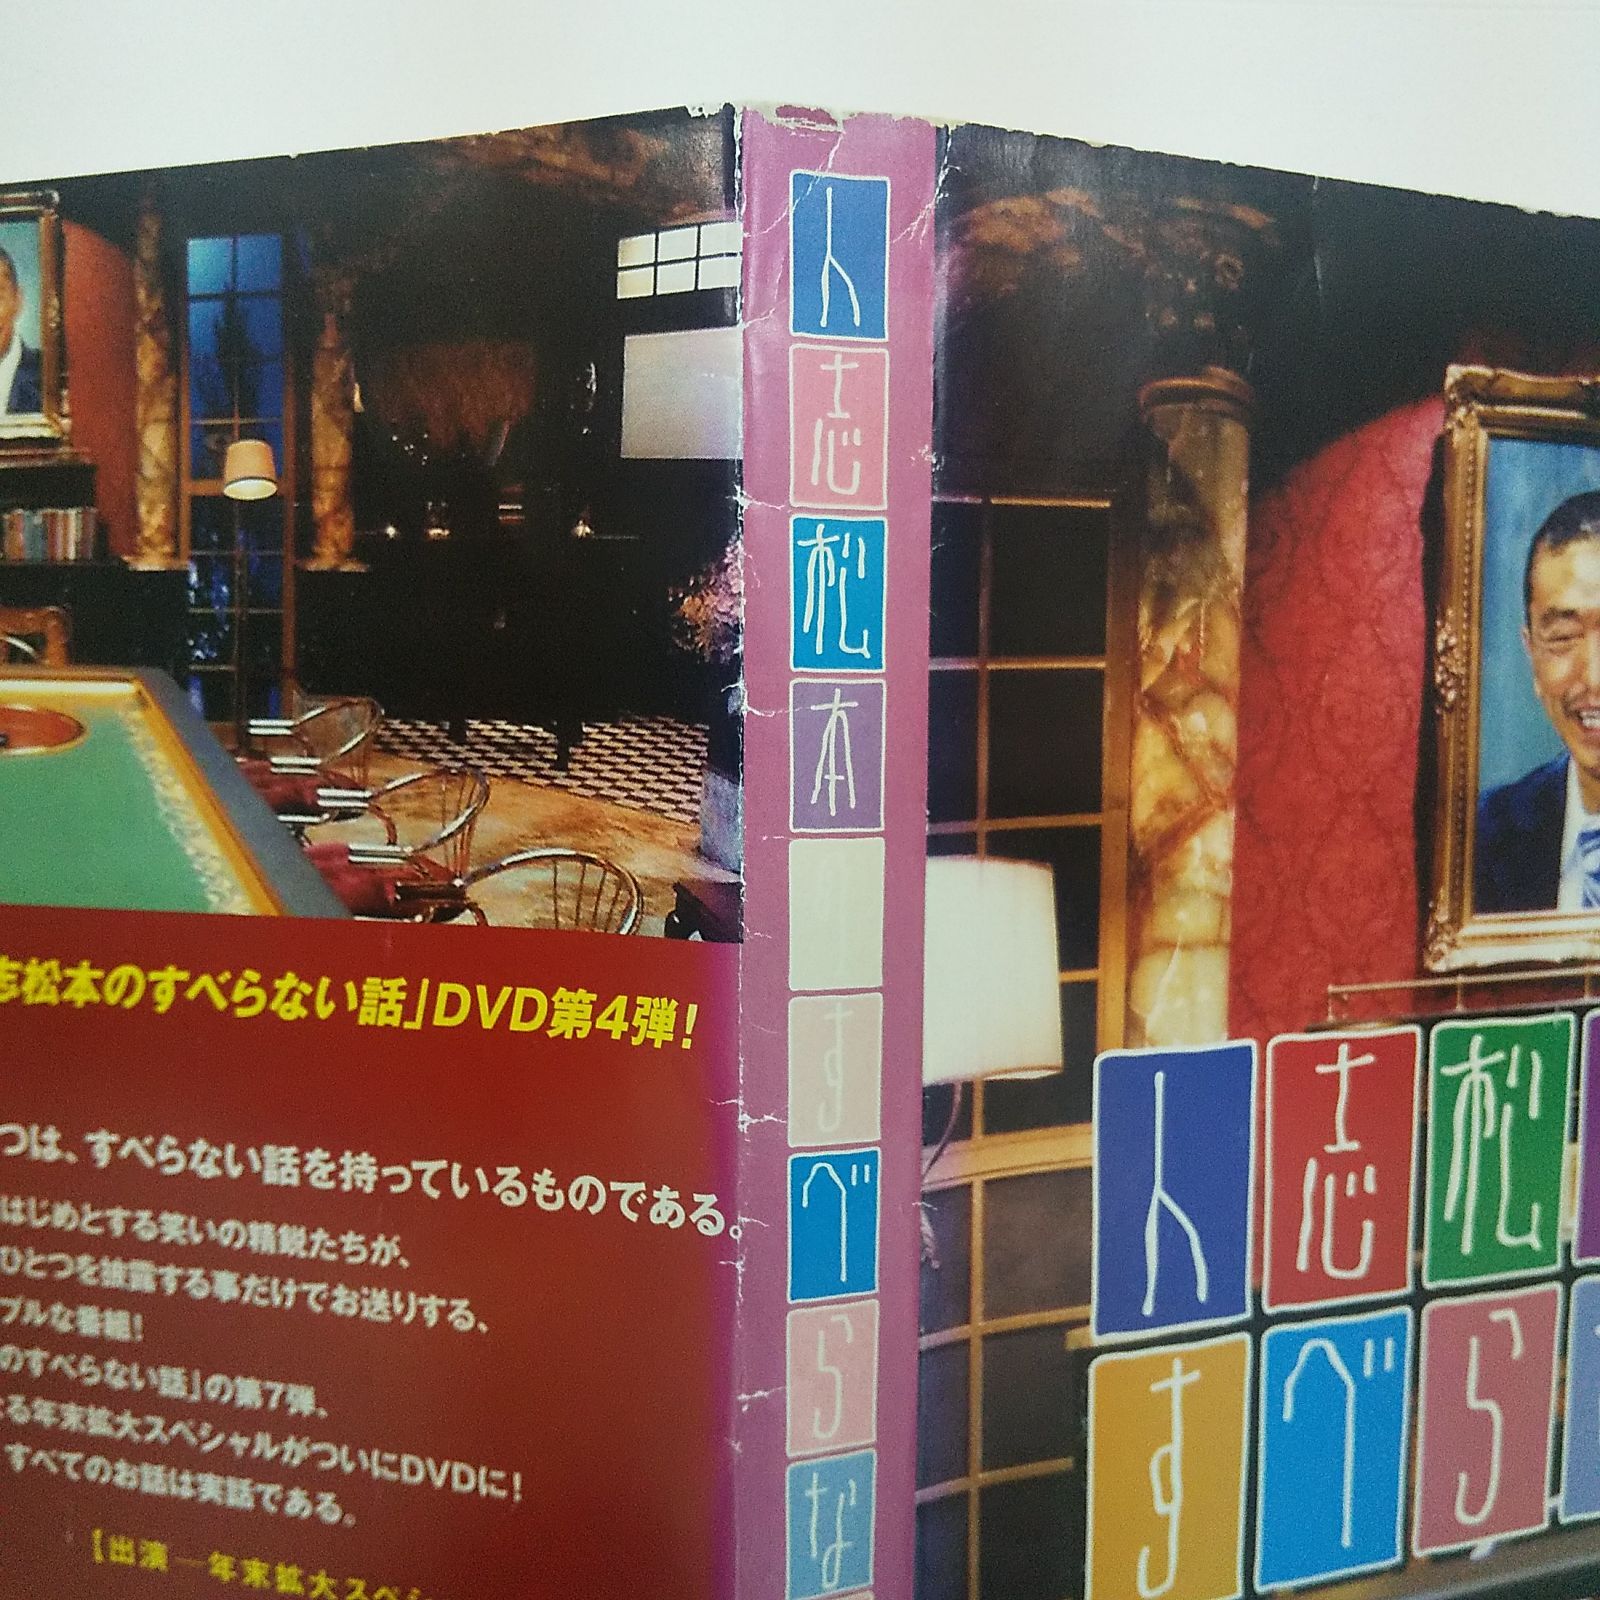 志松本のすべらない話」DVD第4弾!
つは、すべらない話を持っているものである。
はじめとする笑いの精鋭たちが、
ひとつを披露する事だけでお送りする、
ブルな番組!
のすべらない話」の第7弾、
る年末拡大スペシャルがついにDVDに!
すべてのお話は実話である。
【出演―年末拡大スペシ
人志松本
すべらな
人志松
すべら